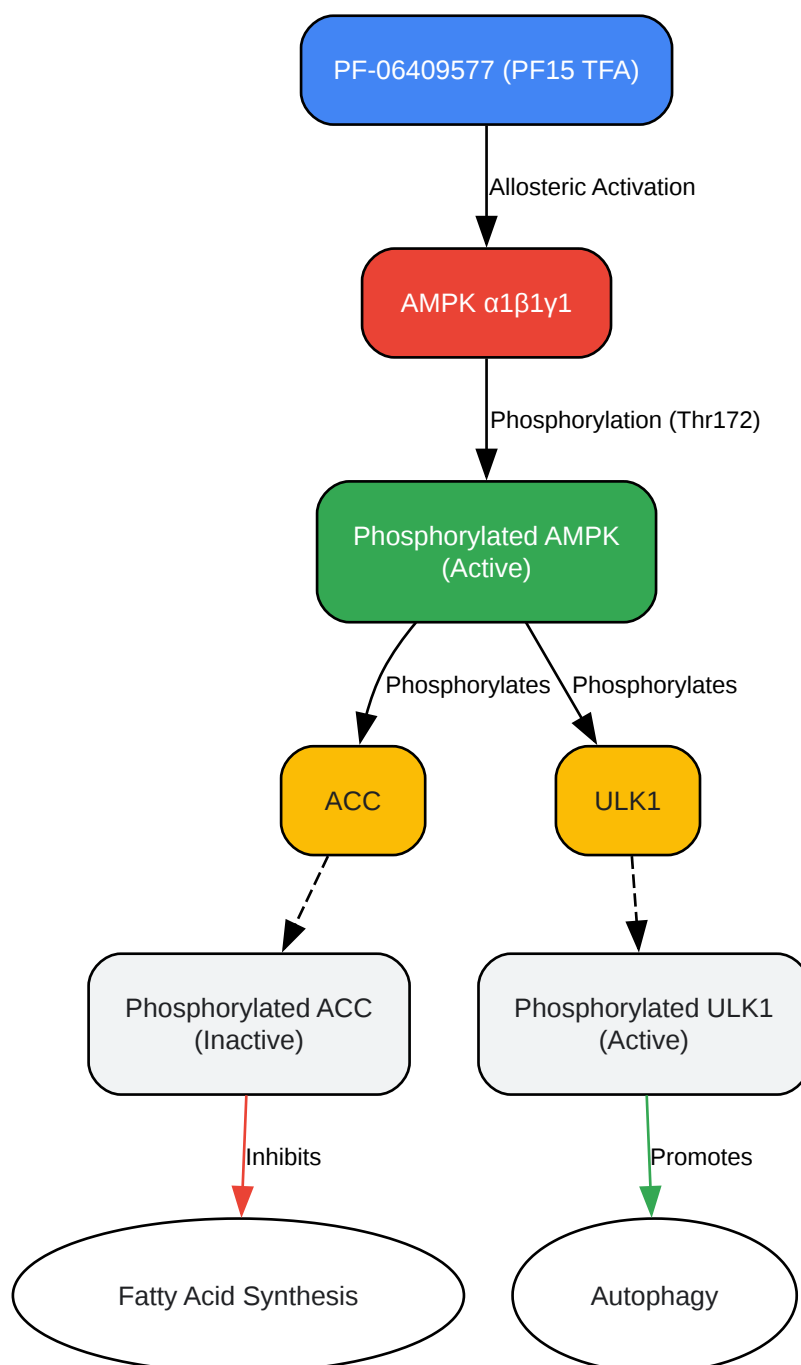 PF-06409577 (PF15 TFA)
Allosteric Activation
AMPK α1β1γ1
Phosphorylation (Thr172)
Phosphorylated AMPK
(Active)
Phosphorylates
Phosphorylates
ACC
ULK1
Phosphorylated ACC
(Inactive)
Phosphorylated ULK1
(Active)
Inhibits
Promotes
Fatty Acid Synthesis
Autophagy